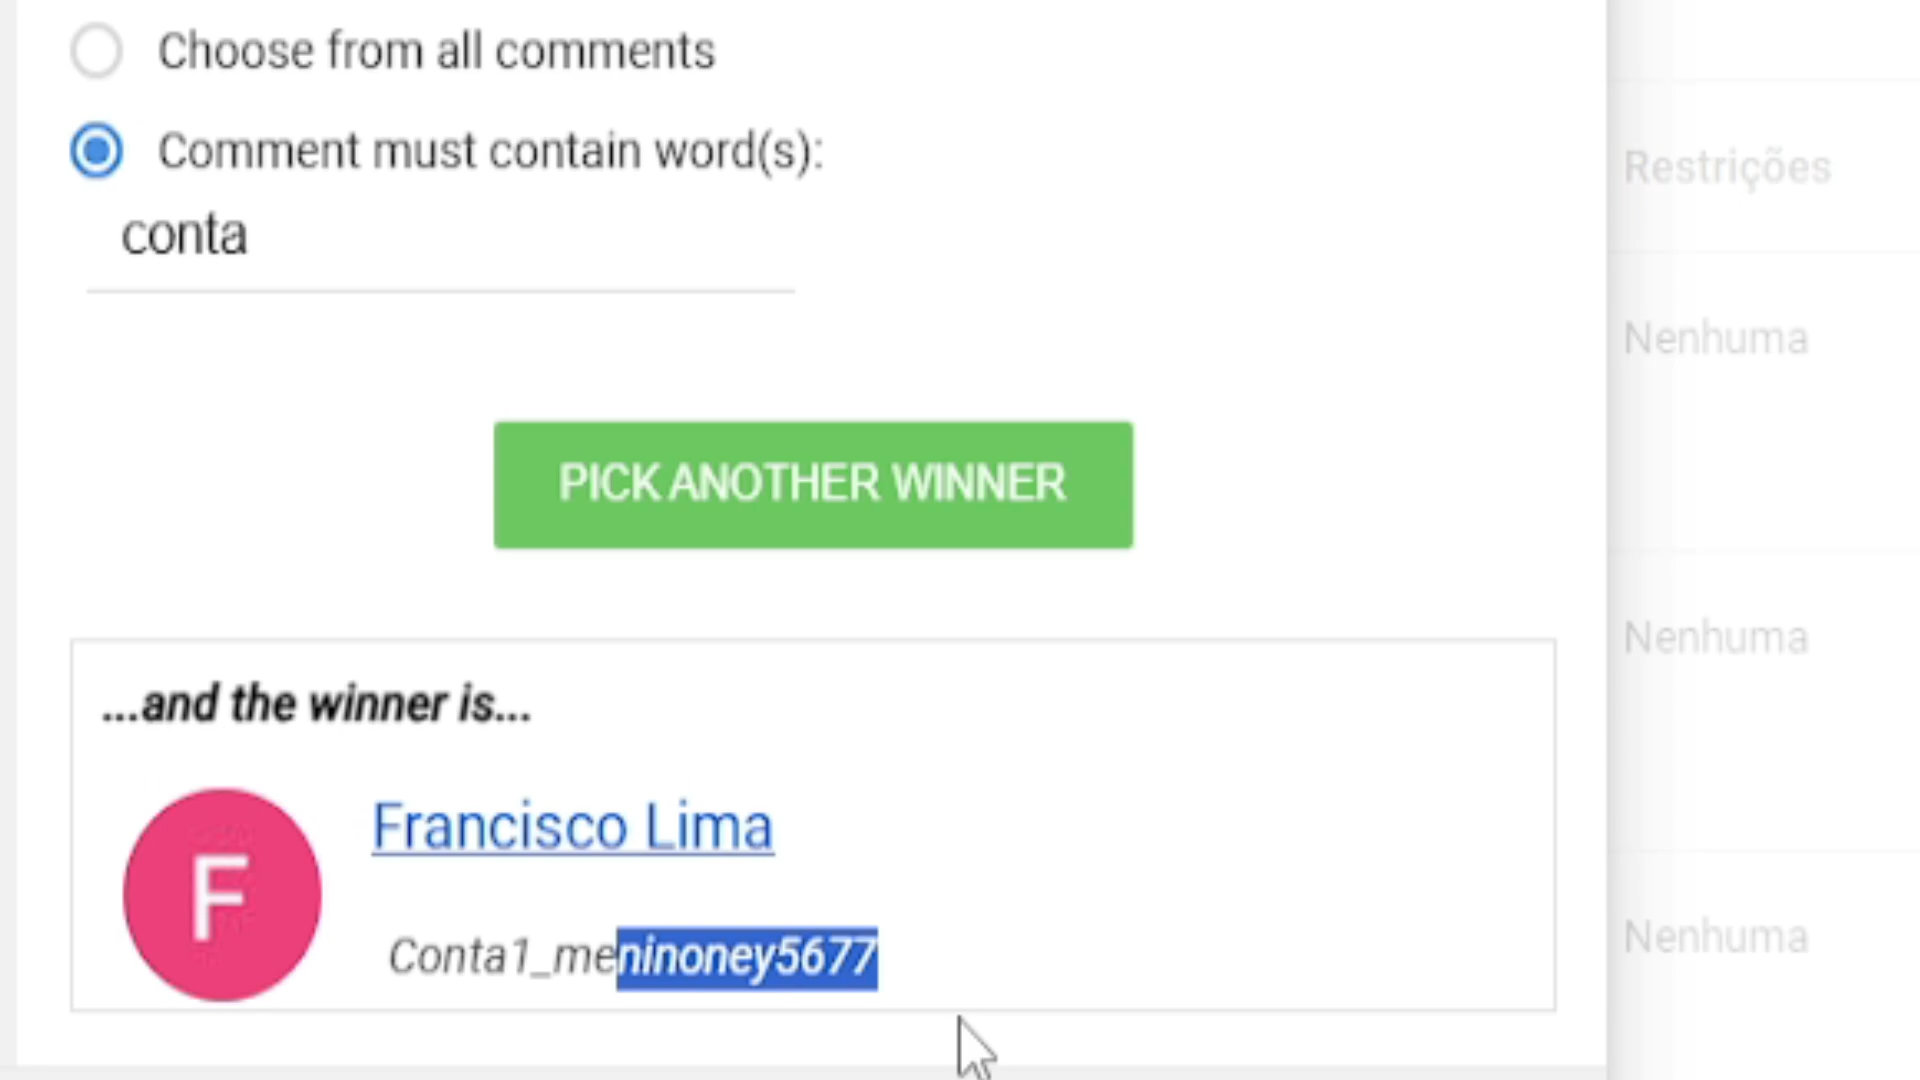 Choose from all comments
Comment must contain word(s):
Restrições
conta
Nenhuma
PICK ANOTHER WINNER
Nenhuma
...and the winner is...
Francisco Lima
F
Nenhuma
Conta1_meninoney5677